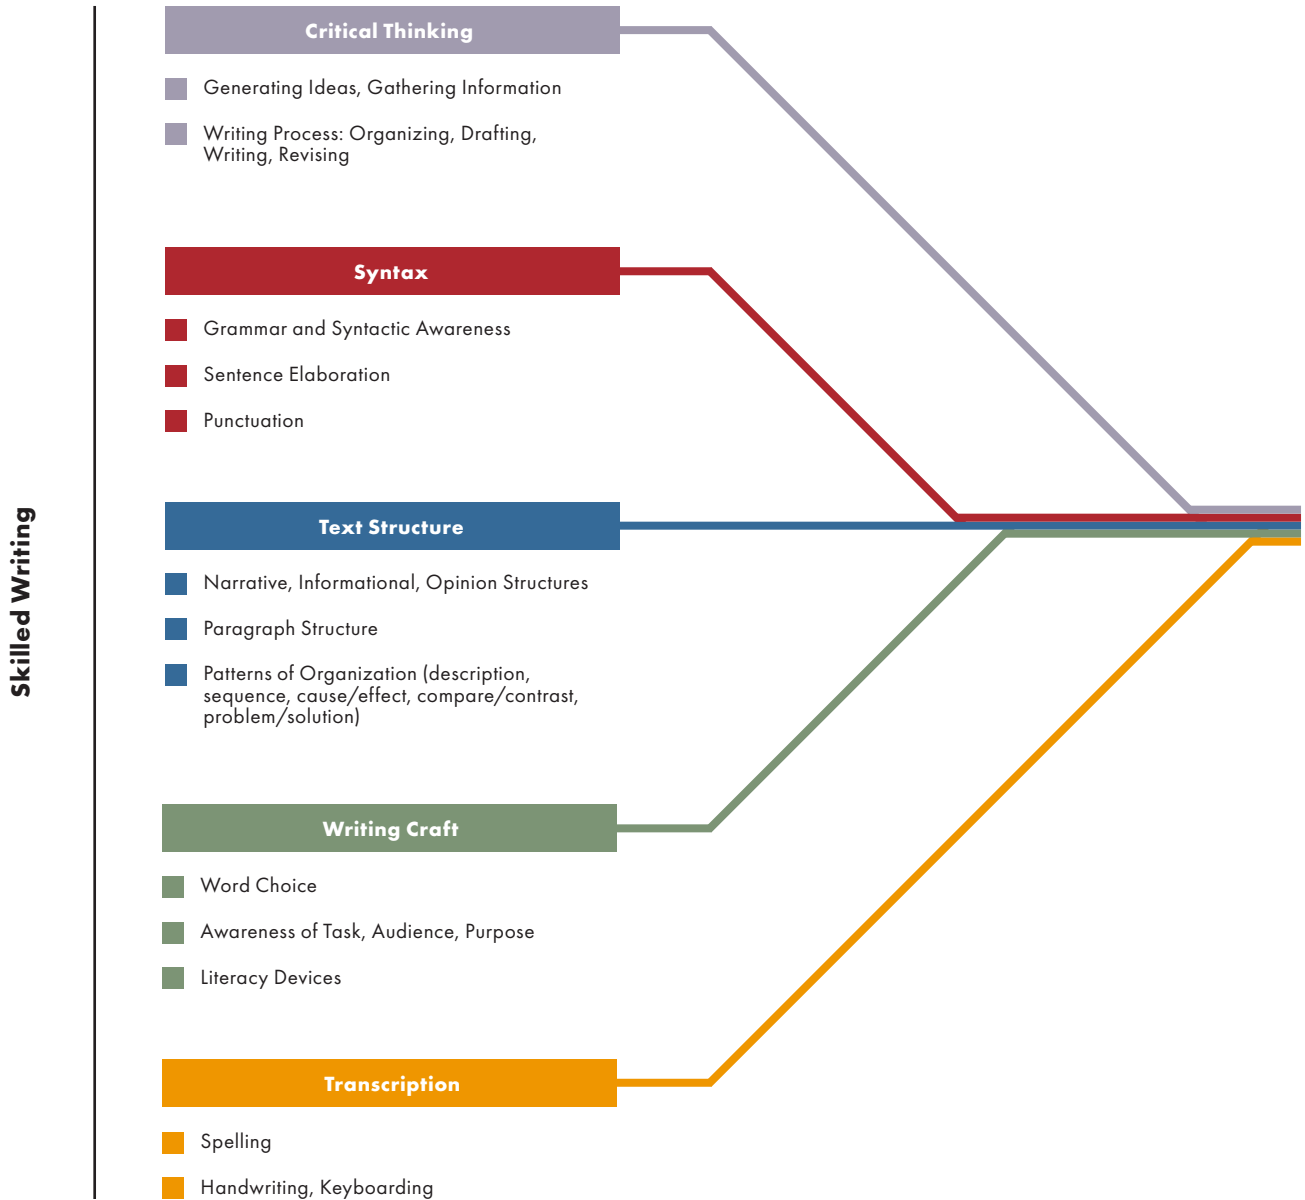 Skilled Writing
Critical Thinking
Generating Ideas, Gathering Information
Writing Process: Organizing, Drafting,
Writing, Revising
Syntax
Grammar and Syntactic Awareness
Sentence Elaboration
Punctuation
Text Structure
Narrative, Informational, Opinion Structures
Paragraph Structure
Patterns of Organization (description,
sequence, cause/effect, compare/contrast,
problem/solution)
Writing Craft
Word Choice
Awareness of Task, Audience, Purpose
Literacy Devices
Transcription
Spelling
Handwriting, Keyboarding